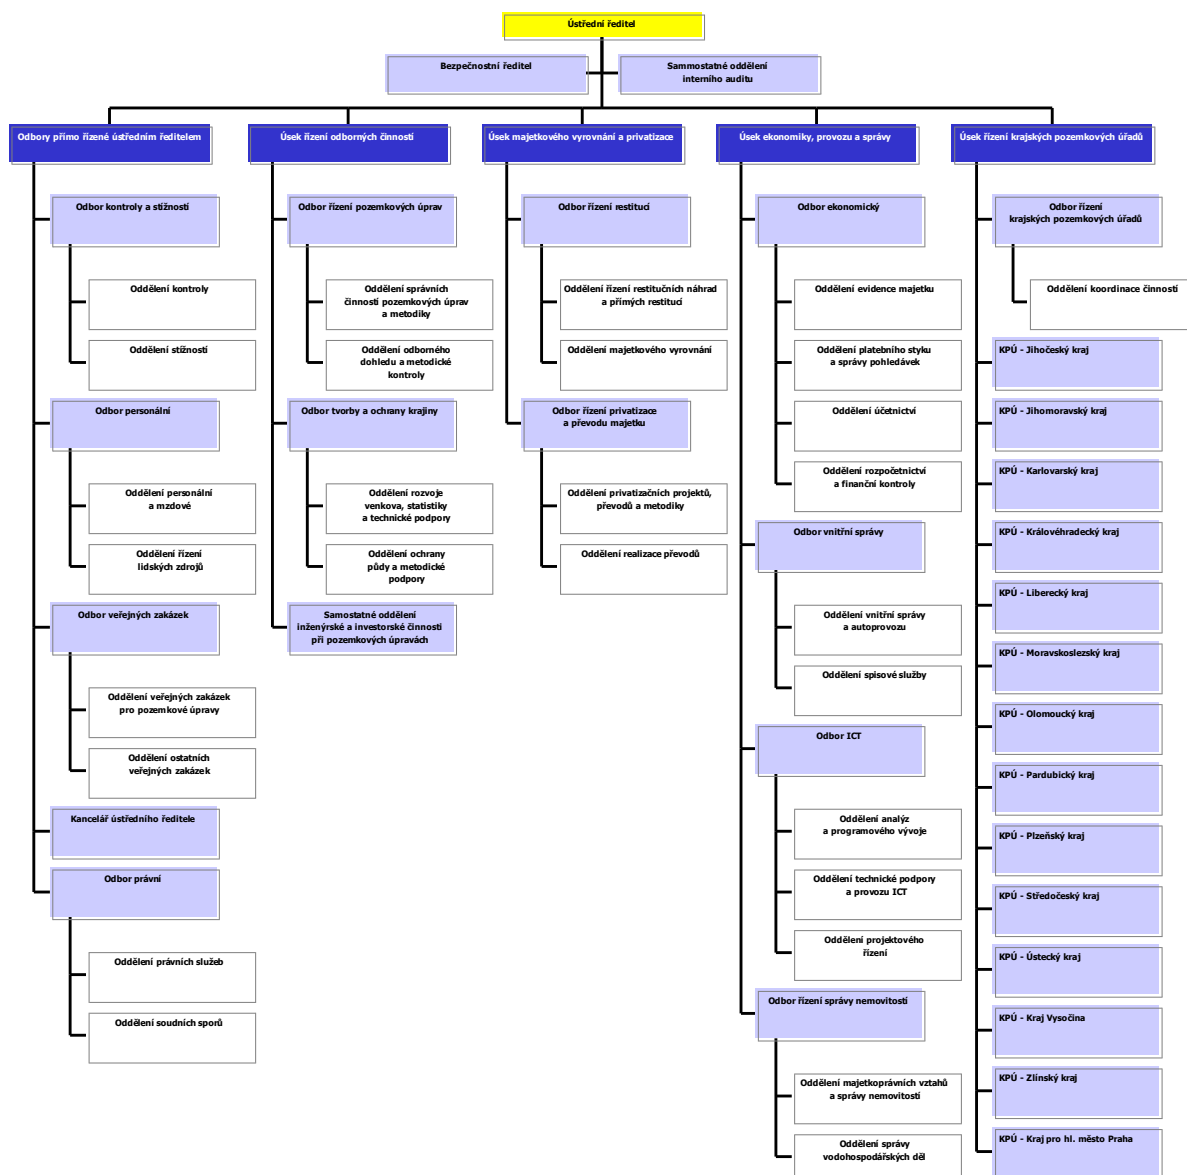 Ústřední ředitel
Bezpečnostní ředitel
Sammostatné oddělení
interního auditu
Odbory přímo řízené ústředním ředitelem
Odbor kontroly a stížností
Oddělení kontroly
Oddělení stížností
Odbor personální
Oddělení personální
a mzdové
Oddělení řízení
lidských zdrojů
Odbor veřejných zakázek
Oddělení veřejných zakázek
pro pozemkové úpravy
Oddělení ostatních
veřejných zakázek
Kancelář ústředního ředitele
Odbor právní
Oddělení právních služeb
Oddělení soudních sporů
Úsek řízení odborných činností
Odbor řízení pozemkových úprav
Oddělení správních
činností pozemkových úprav
a metodiky
Oddělení odborného
dohledu a metodické
kontroly
Odbor tvorby a ochrany krajiny
Oddělení rozvoje
venkova, statistiky
a technické podpory
Oddělení ochrany
půdy a metodické
podpory
Samostatné oddělení
inženýrské a investorské činnosti
při pozemkových úpravách
Úsek majetkového vyrovnání a privatizace
Odbor řízení restitucí
Oddělení řízení restitučních náhrad
a přímých restitucí
Oddělení majetkového vyrovnání
Odbor řízení privatizace
a převodu majetku
Oddělení privatizačních projektů,
převodů a metodiky
Oddělení realizace převodů
Úsek ekonomiky, provozu a správy
Odbor ekonomický
Oddělení evidence majetku
Oddělení platebního styku
a správy pohledávek
Oddělení účetnictví
Oddělení rozpočetnictví
a finanční kontroly
Odbor vnitřní správy
Oddělení vnitřní správy
a autoprovozu
Oddělení spisové služby
Odbor ICT
Oddělení analýz
a programového vývoje
Oddělení technické podpory
a provozu ICT
Oddělení projektového
řízení
Odbor řízení správy nemovitostí
Oddělení majetkoprávních vztahů
a správy nemovitostí
Oddělení správy
vodohospodářských děl
Úsek řízení krajských pozemkových úřadů
Odbor řízení
krajských pozemkových úřadů
Oddělení koordinace činností
KPÚ - Jihočeský kraj
KPÚ - Jihomoravský kraj
KPÚ - Karlovarský kraj
KPÚ - Královéhradecký kraj
KPÚ - Liberecký kraj
KPÚ - Moravskoslezský kraj
KPÚ - Olomoucký kraj
KPÚ - Pardubický kraj
KPÚ - Plzeňský kraj
KPÚ - Středočeský kraj
KPÚ - Ústecký kraj
KPÚ - Kraj Vysočina
KPÚ - Zlínský kraj
KPÚ - Kraj pro hl. město Praha